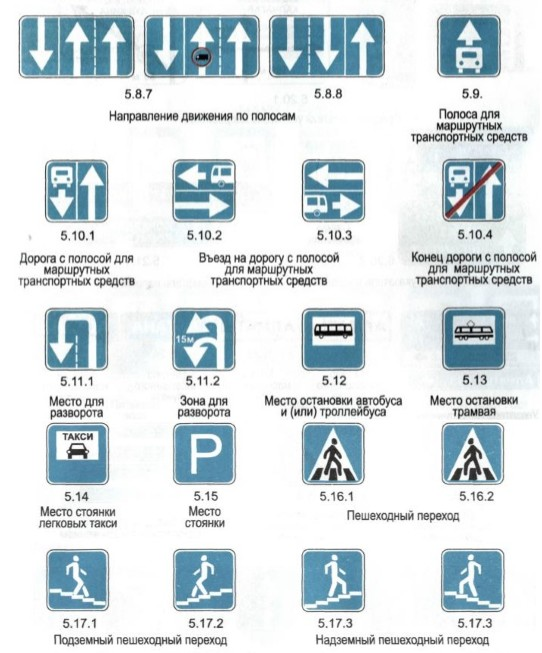 5.8.7 5.8.8 5.9.
Направление движения по полосам
Полоса для
маршрутных
транспортных средств
5.10.1 5.10.2 5.10.3 5.10.4
Дорога с полосой для
маршрутных
транспортных средств
Въезд на дорогу с полосой
для маршрутных
транспортных средств
Конец дороги с полосой
для маршрутных
транспортных средств
15м
5.11.1 5.11.2 5.12 5.13
Место для
разворота
Зона для
разворота
Место остановки автобуса
и (или) троллейбуса
Место остановки
трамвая
ТАКСИ
P
5.14 5.15 5.16.1 5.16.2
Место стоянки
легковых такси
Место
стоянки
Пешеходный переход
5.17.1 5.17.2 5.17.3 5.17.3
Подземный пешеходный переход
Надземный пешеходный переход